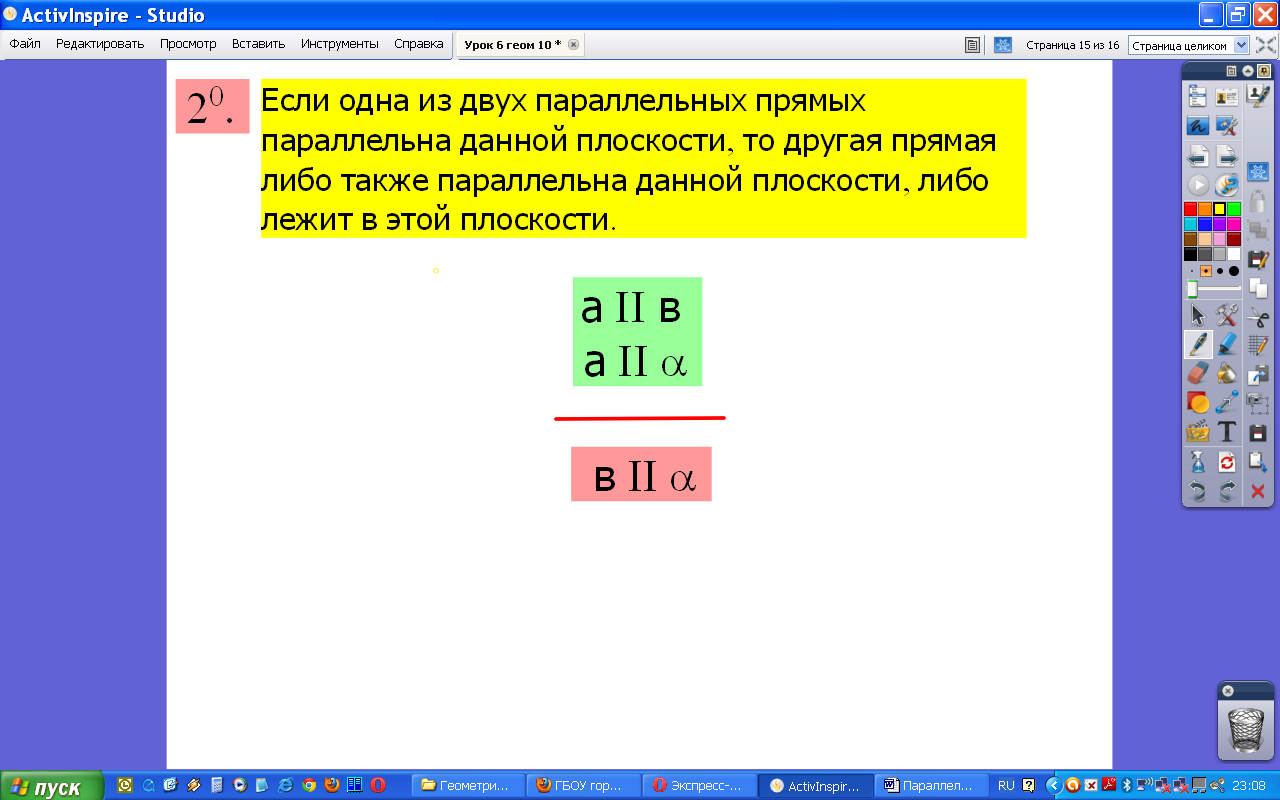 ActivInspire - Studio
Файл Редактировать Просмотр Вставить Инструменты Справка Урок 6 геом 10 * Страница 15 из 16 Страница целиком
2⁰. Если одна из двух параллельных прямых
параллельна данной плоскости, то другая прямая
либо также параллельна данной плоскости, либо
лежит в этой плоскости.
а II в
а II α
в II α
пуск Геометри... ГБОУ гор... Экспресс-... ActivInspir... Параллел... RU 23:08